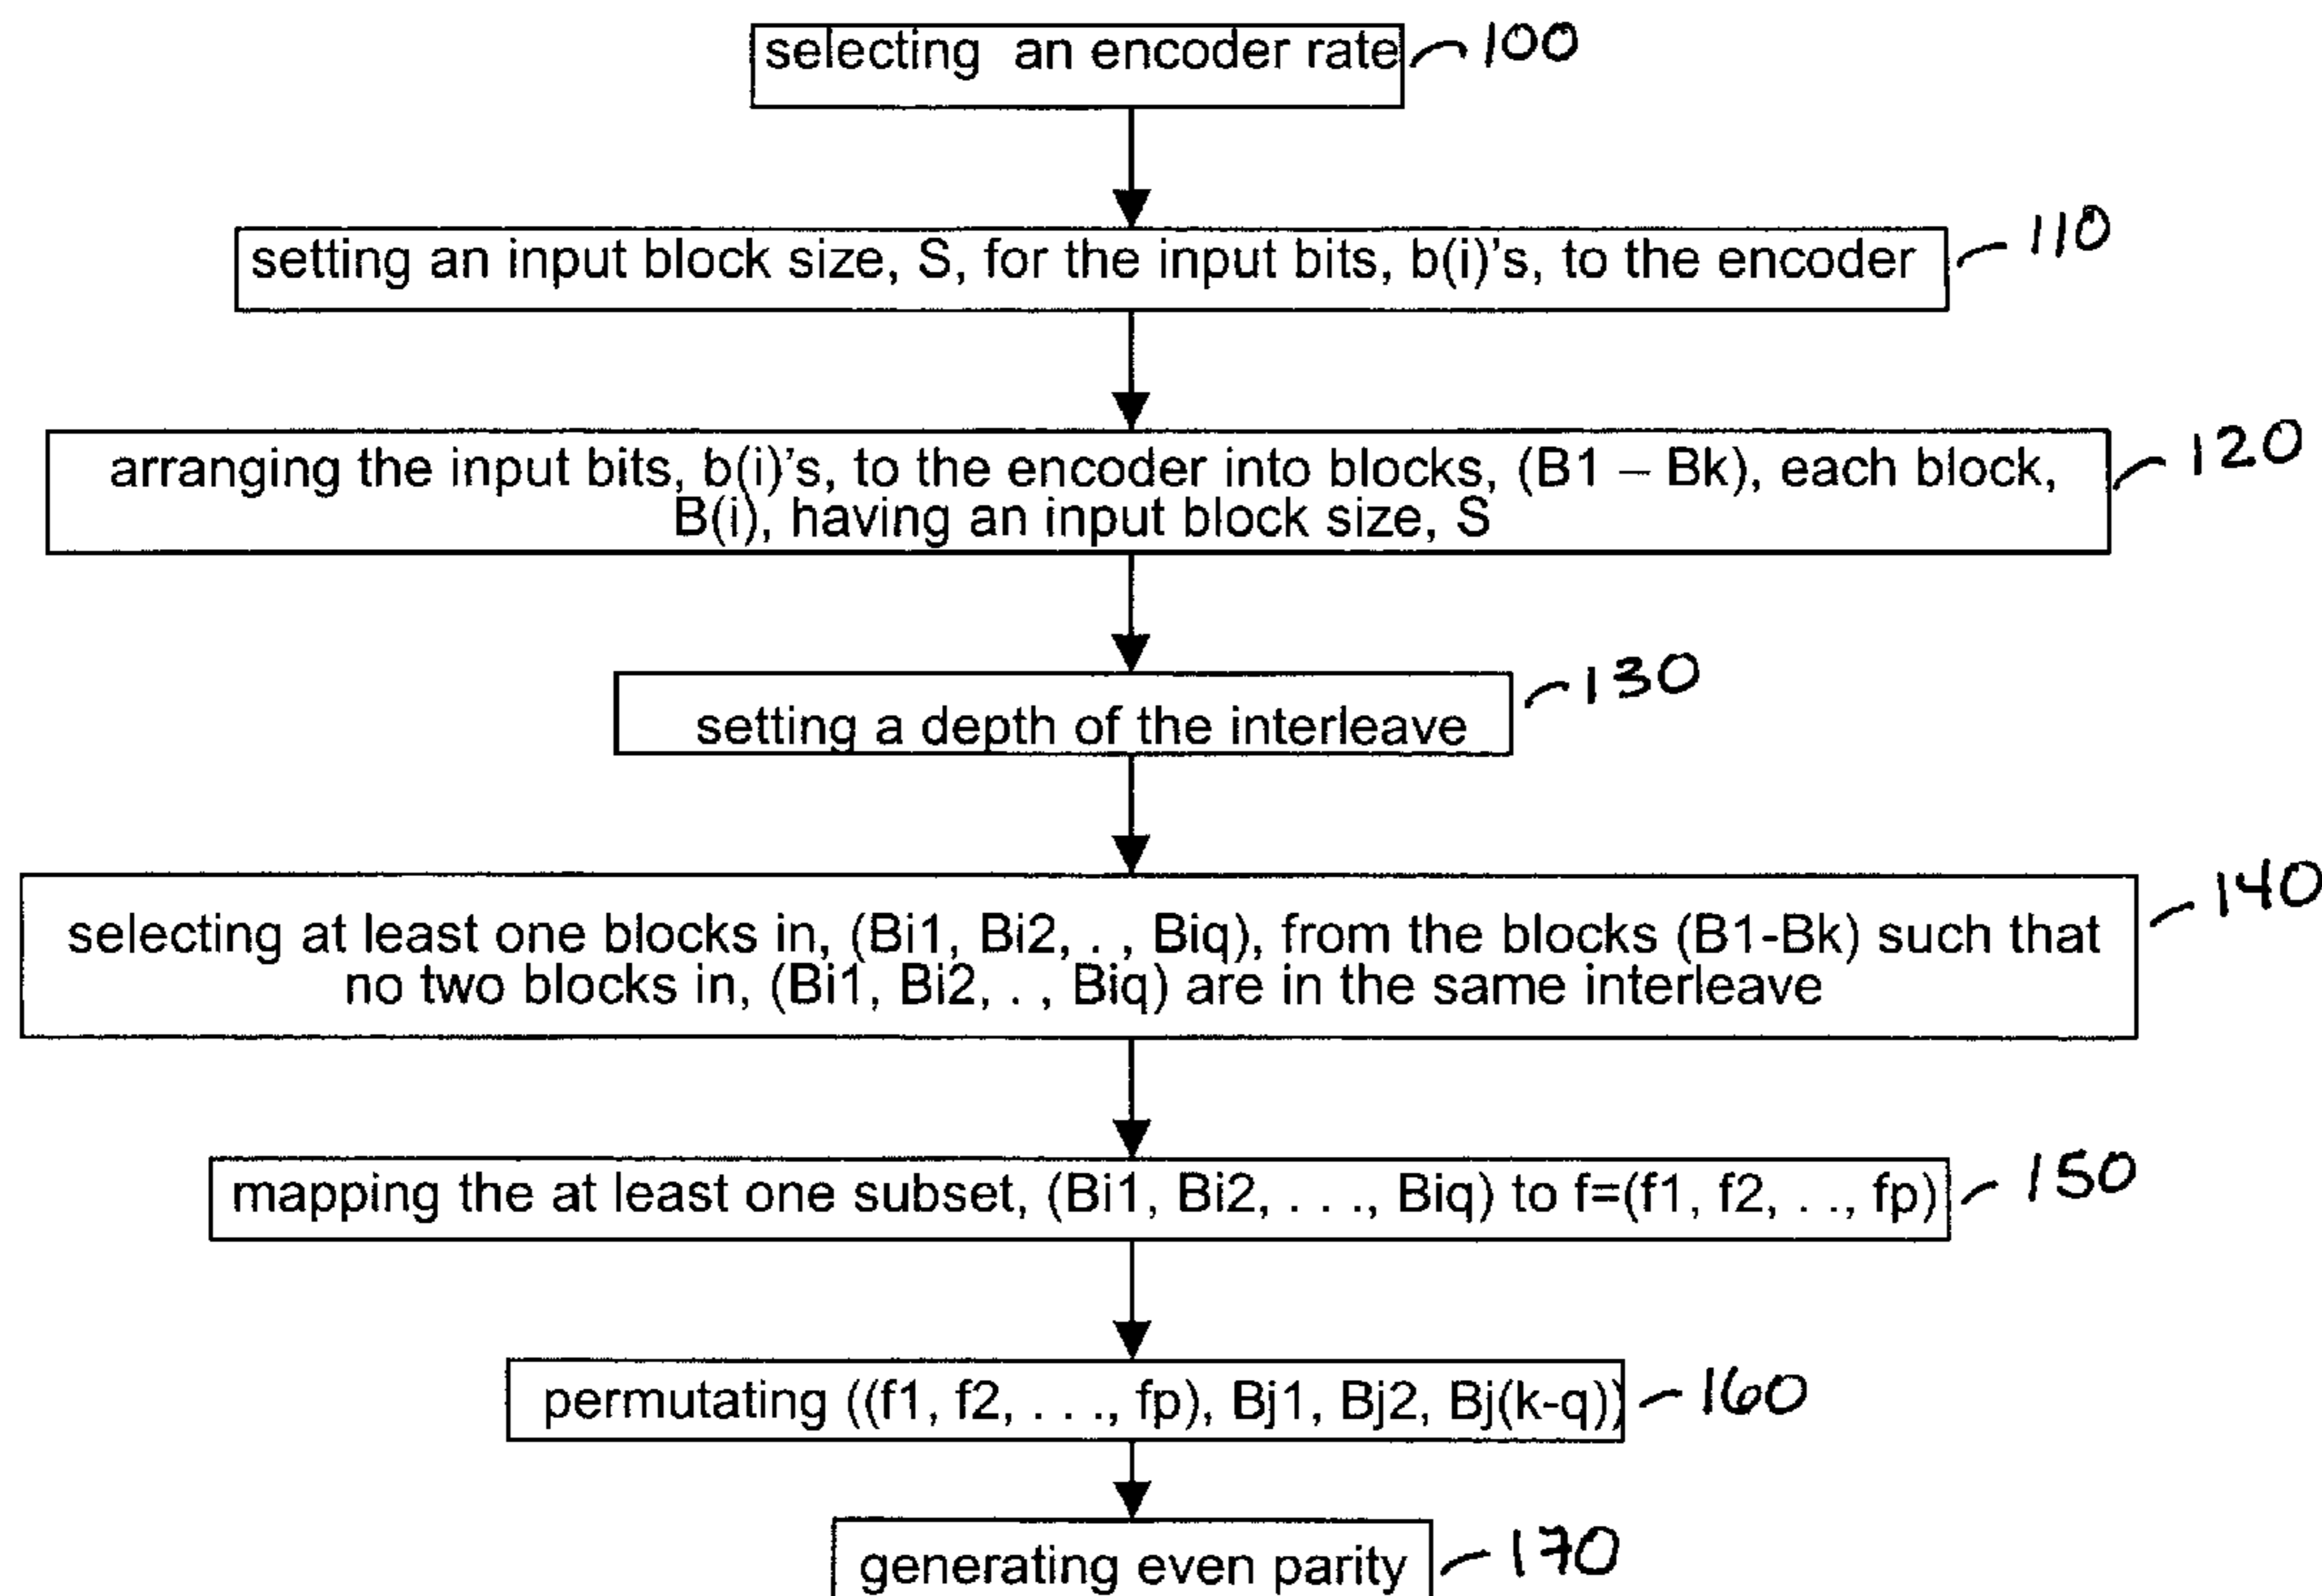 selecting an encoder rate 100
setting an input block size, S, for the input bits, b(i)'s, to the encoder 110
arranging the input bits, b(i)'s, to the encoder into blocks, (B1 – Bk), each block, 120
B(i), having an input block size, S
130
setting a depth of the interleave
140
selecting at least one blocks in, (Bi1, Bi2, . , Biq), from the blocks (B1-Bk) such that
no two blocks in, (Bi1, Bi2, . , Biq) are in the same interleave
mapping the at least one subset, (Bi1, Bi2, . . ., Biq) to f=(f1, f2, . .., fp) 150
permutating ((f1, f2, . . ., fp), Bj1, Bj2, Bj(k-q)) 160
generating even parity 170